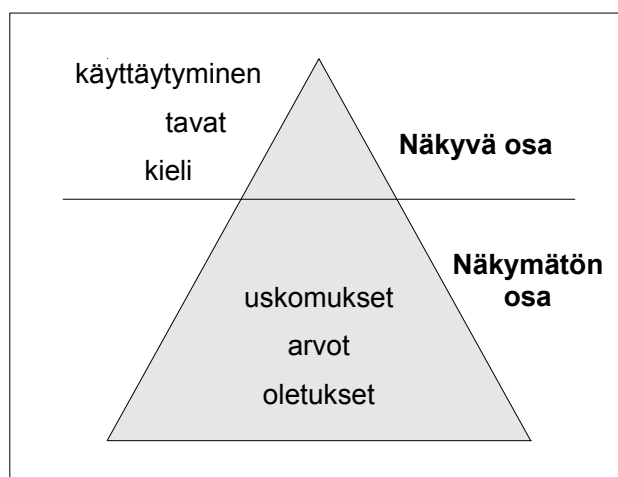 käyttäytyminen
tavat
kieli
Näkyvä osa
Näkymätön
osa
uskomukset
arvot
oletukset